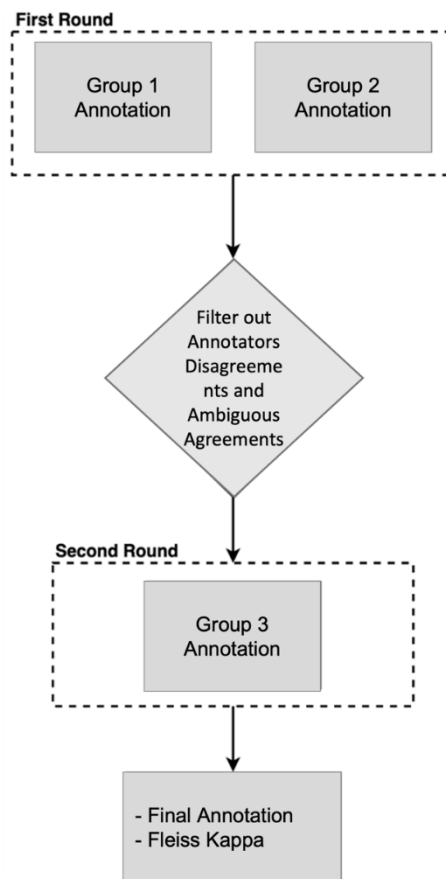 First Round
Group 1
Annotation
Group 2
Annotation
Filter out
Annotators
Disagreeme
nts and
Ambiguous
Agreements
Second Round
Group 3
Annotation
- Final Annotation
- Fleiss Kappa